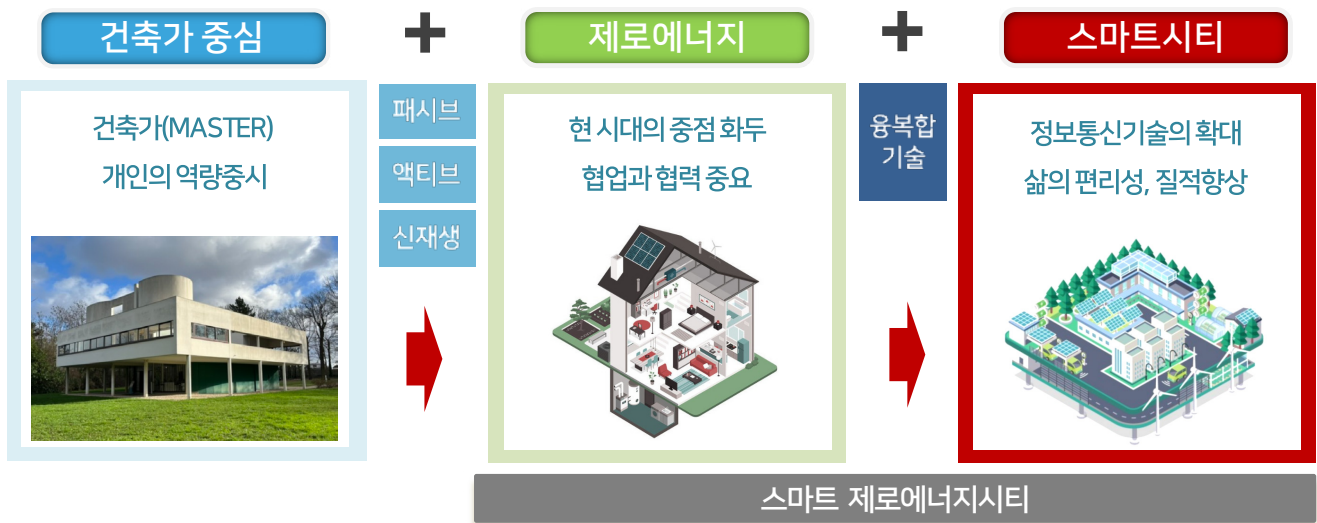 건축가 중심
+
제로에너지
+
스마트시티
건축가(MASTER)
개인의 역량중시
패시브
액티브
신재생
현 시대의 중점 화두
협업과 협력 중요
융복합
기술
정보통신기술의 확대
삶의 편리성, 질적향상
스마트 제로에너지시티